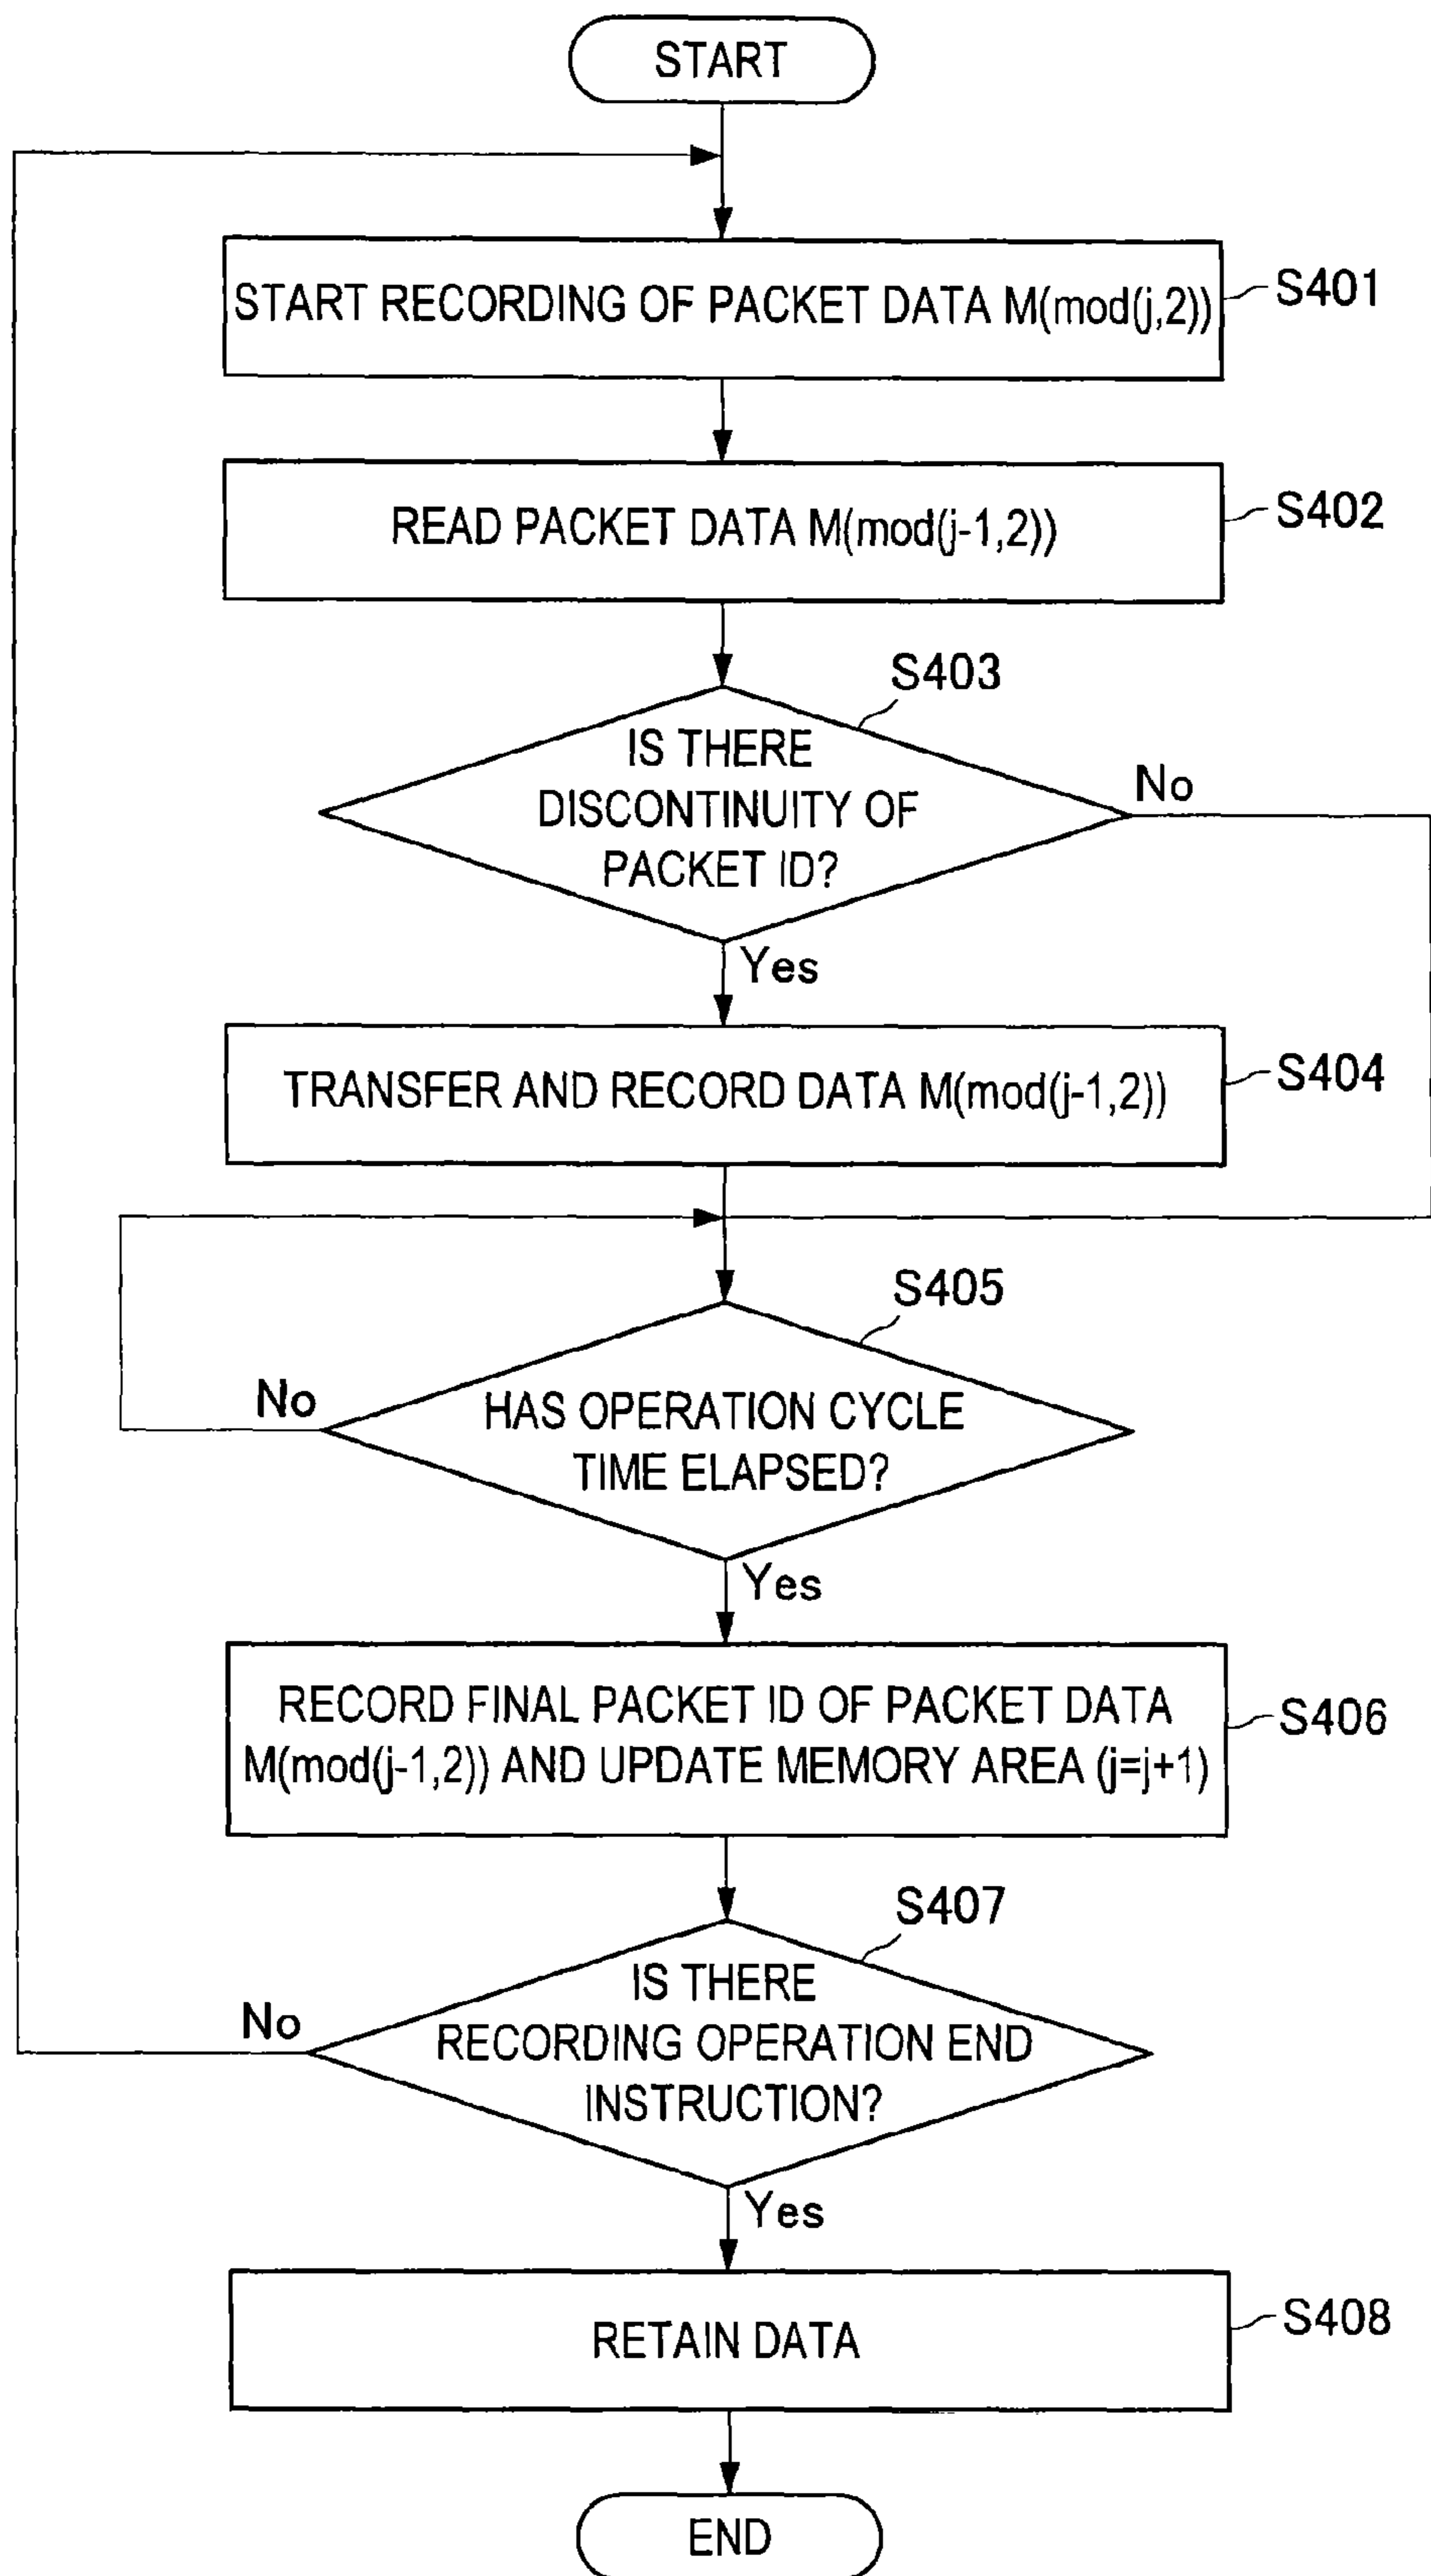 START
START RECORDING OF PACKET DATA M(mod(j,2))
S401
READ PACKET DATA M(mod(j-1,2))
S402
S403
IS THERE
DISCONTINUITY OF
PACKET ID?
No
Yes
TRANSFER AND RECORD DATA M(mod(j-1,2))
S404
S405
No
HAS OPERATION CYCLE
TIME ELAPSED?
Yes
RECORD FINAL PACKET ID OF PACKET DATA
M(mod(j-1,2)) AND UPDATE MEMORY AREA (j=j+1)
S406
S407
No
IS THERE
RECORDING OPERATION END
INSTRUCTION?
Yes
RETAIN DATA
S408
END